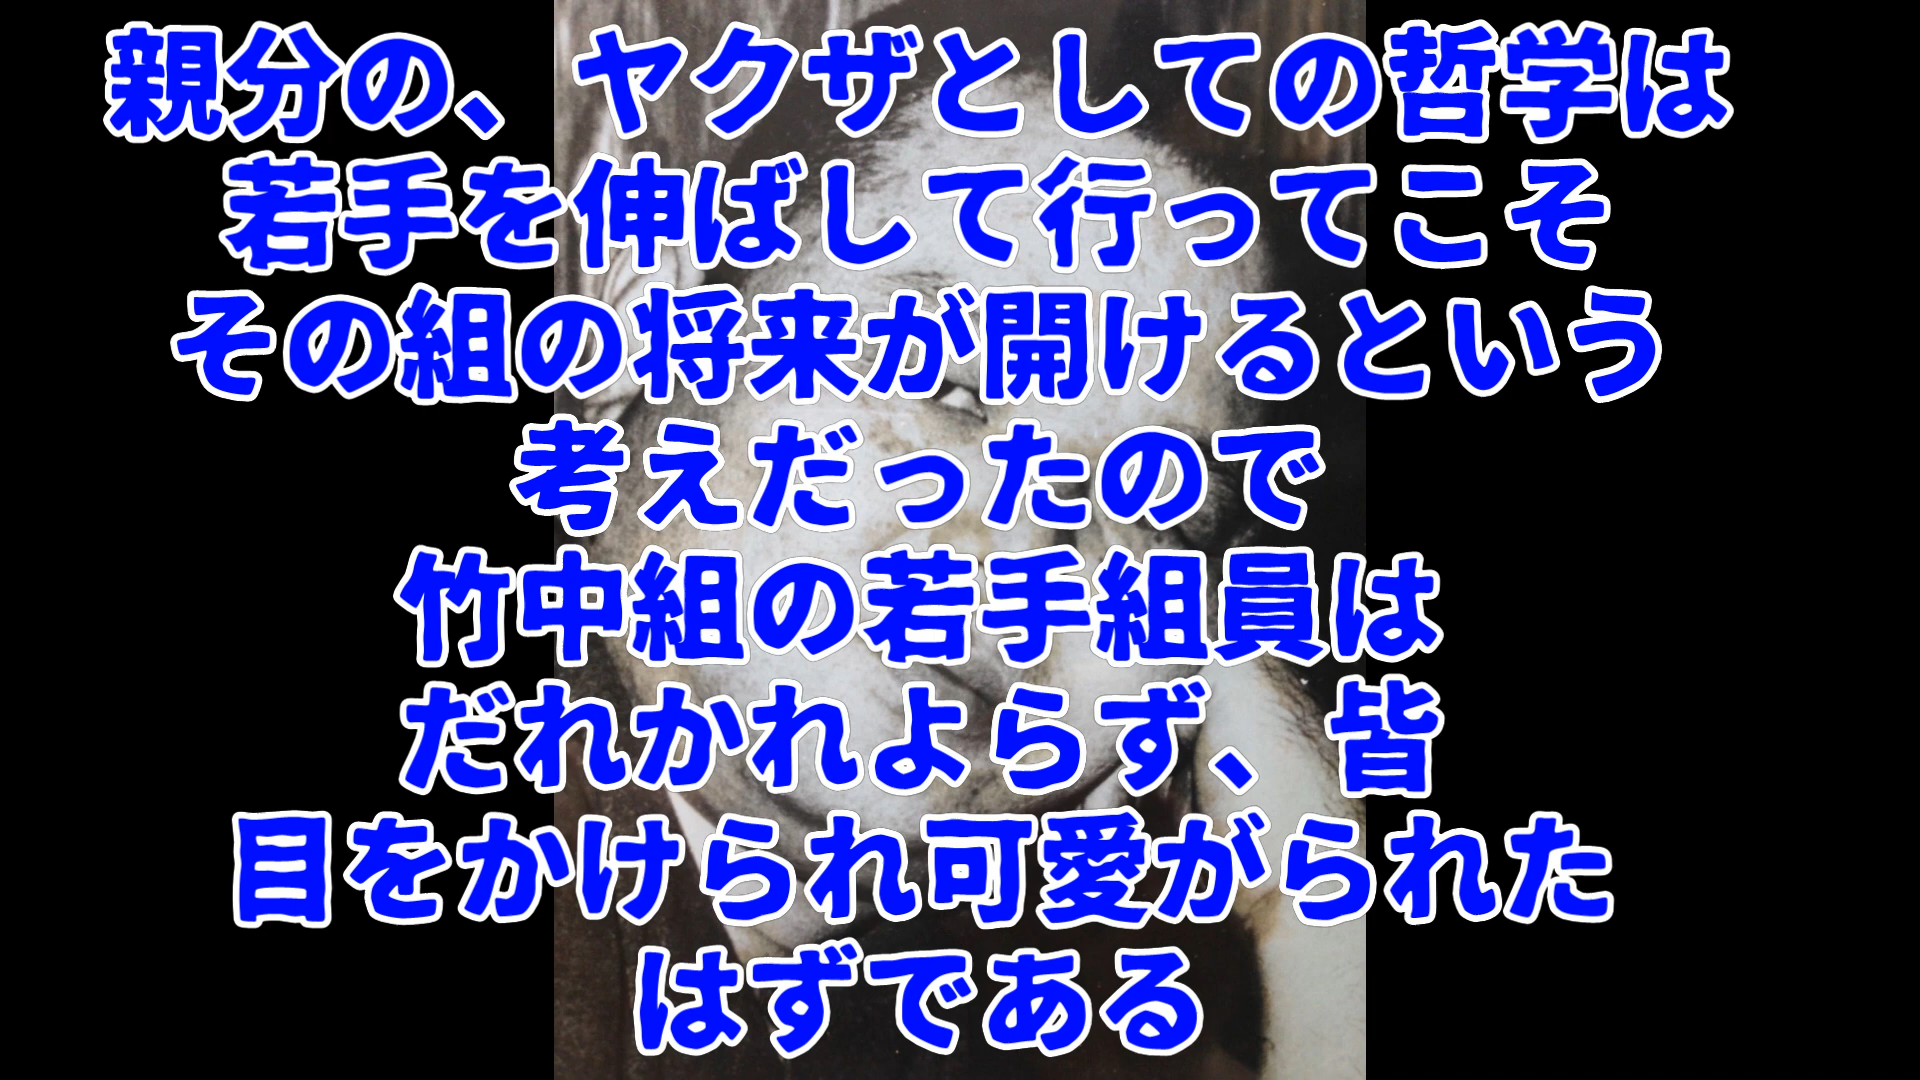 親分の、ヤクザとしての哲学は
若手を伸ばして行ってこそ
その組の将来が開けるという
考えだったので
竹中組の若手組員は
だれかれよらず、皆
目をかけられ可愛がられた
はずである